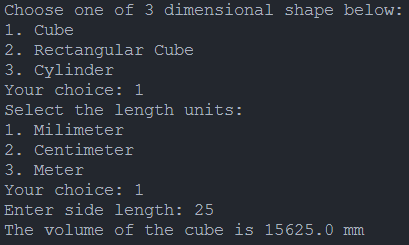 Choose one of 3 dimensional shape below:
1. Cube
2. Rectangular Cube
3. Cylinder
Your choice: 1
Select the length units:
1. Milimeter
2. Centimeter
3. Meter
Your choice: 1
Enter side length: 25
The volume of the cube is 15625.0 mm